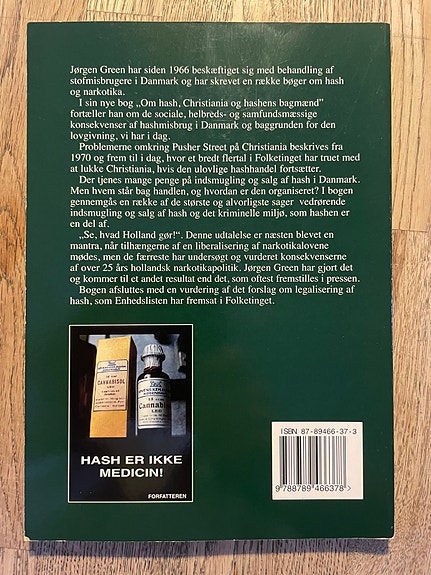 Jørgen Green har siden 1966 beskæftiget sig med behandling af
stofmisbrugere i Danmark og har skrevet en række bøger om hash
og narkotika.
I sin nye bog „Om hash, Christiania og hashens bagmænd”
fortæller han om de sociale, helbreds- og samfundsmæssige
konsekvenser af hashmisbrug i Danmark og baggrunden for den
lovgivning, vi har i dag.
Problemerne omkring Pusher Street på Christiania beskrives fra
1970 og frem til i dag, hvor et bredt flertal i Folketinget har truet med
at lukke Christiania, hvis den ulovlige hashhandel fortsætter.
Der tjenes mange penge på indsmugling og salg af hash i Danmark.
Men hvem står bag handlen, og hvordan er den organiseret? I bogen
gennemgås en række af de største og alvorligste sager vedrørende
indsmugling og salg af hash og det kriminelle miljø, som hashen er
en del af.
„Se, hvad Holland gør!“. Denne udtalelse er næsten blevet en
mantra, når tilhængerne af en liberalisering af narkotikalovene
mødes, men de færreste har undersøgt og vurderet konsekvenserne
af over 25 års hollandsk narkotikapolitik. Jørgen Green har gjort det
og kommer til et andet resultat end det, som oftest fremstilles i pressen.
Bogen afsluttes med en vurdering af det forslag om legalisering af
hash, som Enhedslisten har fremsat i Folketinget.
CANNABISOL
LEO
Cannabisol
LEO
HASH ER IKKE
MEDICIN!
FORFATTEREN
ISBN 87-89466-37-3
9 788789 466378 >